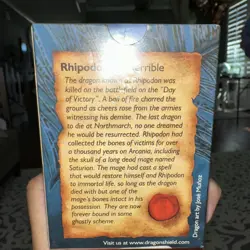 Rhipodon rrible
The dragon known as Rhipodon was
killed on the battlefield on the "Day
of Victory". A bow of fire charred the
ground as cheers rose from the armies
witnessing his demise. The last dragon
to die at Northmarch, no one dreamed
he would be resurrected. Rhipodon had
collected the bones of victims for over
a thousand years on Arcania, including
the skull of a long dead mage named
Saturian. The mage had cast a spell
that would restore himself and Rhipodon
to immortal life, so long as the dragon
died with but one of the
mage's bones intact in his
possession. They are now
forever bound in some
ghostly scheme.
Dragon art by José Muñoz
Visit us at www.dragonshield.com